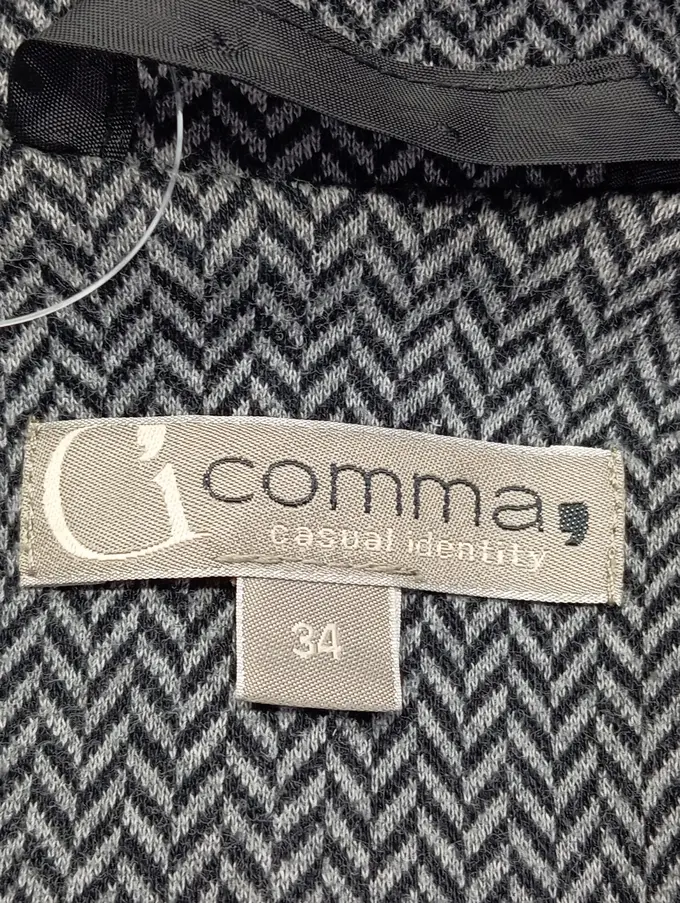 comma,
casual identity
34